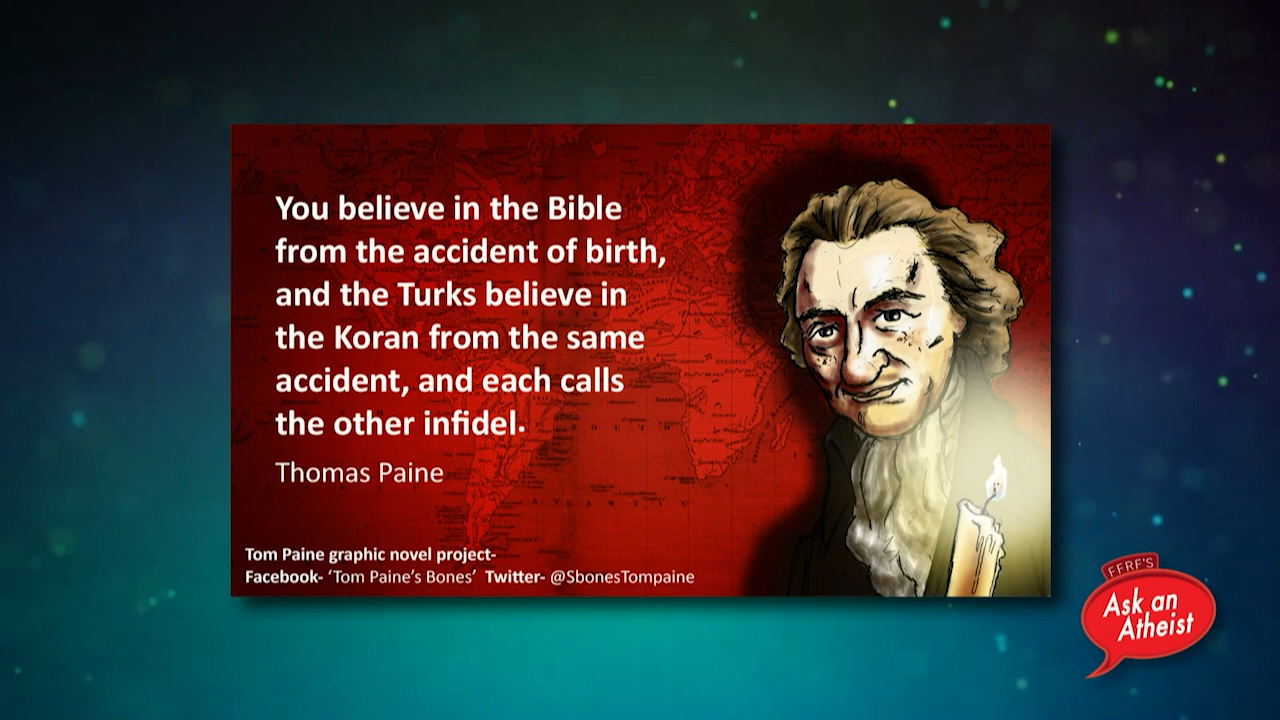 You believe in the Bible
from the accident of birth,
and the Turks believe in
the Koran from the same
accident, and each calls
the other infidel.
Thomas Paine
Tom Paine graphic novel project-
Facebook- ‘Tom Paine’s Bones’ Twitter- @SbonesTompaine
FFRF'S
Ask an
Atheist